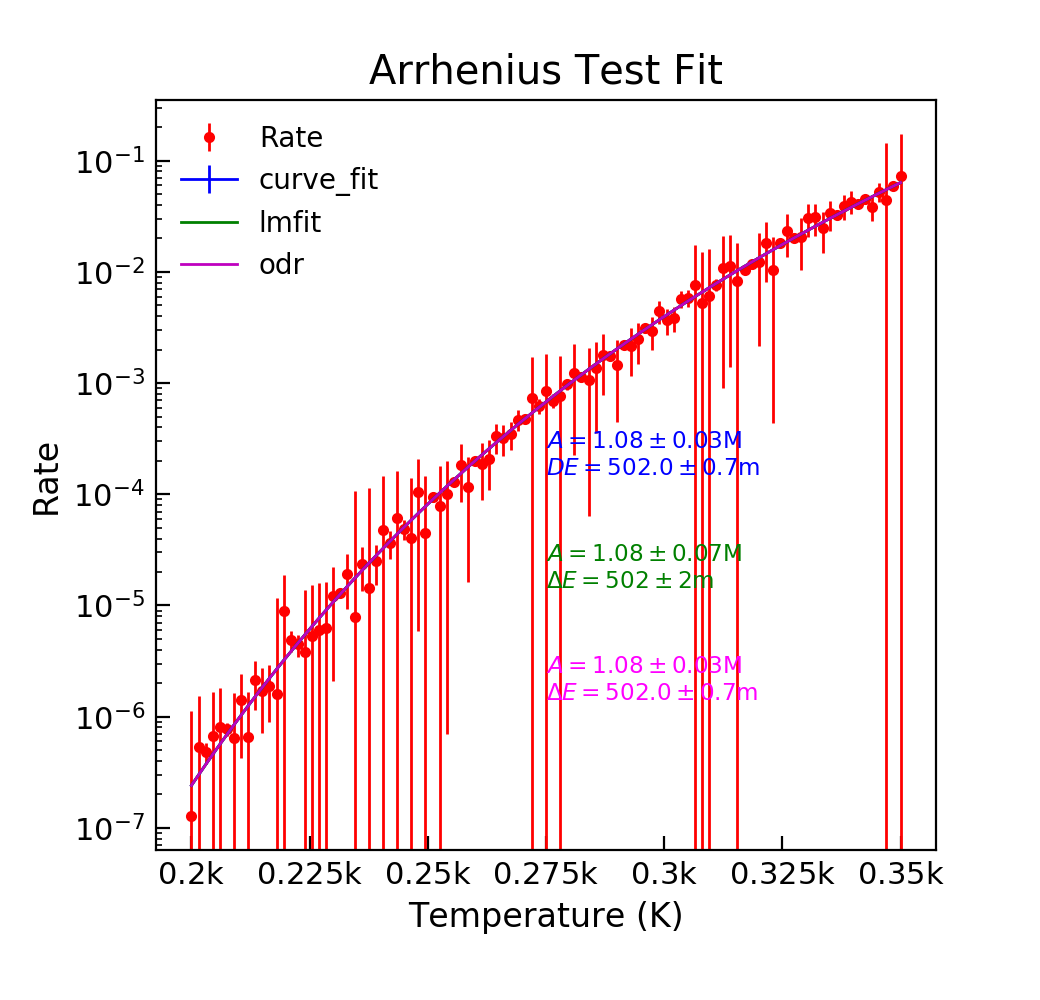 Arrhenius Test Fit
Rate
curve_fit
lmfit
odr
10⁻¹
10⁻²
10⁻³
10⁻⁴
10⁻⁵
10⁻⁶
10⁻⁷
Rate
A = 1.08 ± 0.03M
DE = 502.0 ± 0.7m
A = 1.08 ± 0.07M
ΔE = 502 ± 2m
A = 1.08 ± 0.03M
ΔE = 502.0 ± 0.7m
0.2k 0.225k 0.25k 0.275k 0.3k 0.325k 0.35k
Temperature (K)